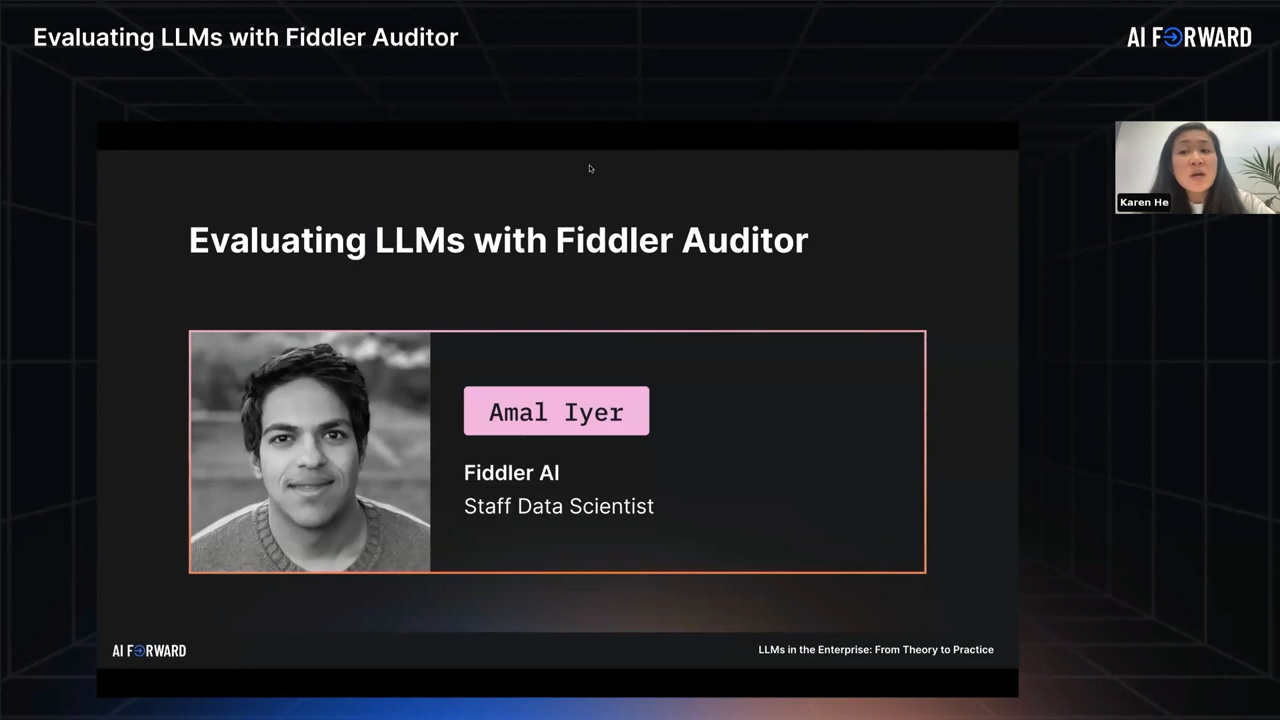 Evaluating LLMs with Fiddler Auditor
AI FORWARD
Karen He
Evaluating LLMs with Fiddler Auditor
Amal Iyer
Fiddler AI
Staff Data Scientist
AI FORWARD
LLMs in the Enterprise: From Theory to Practice